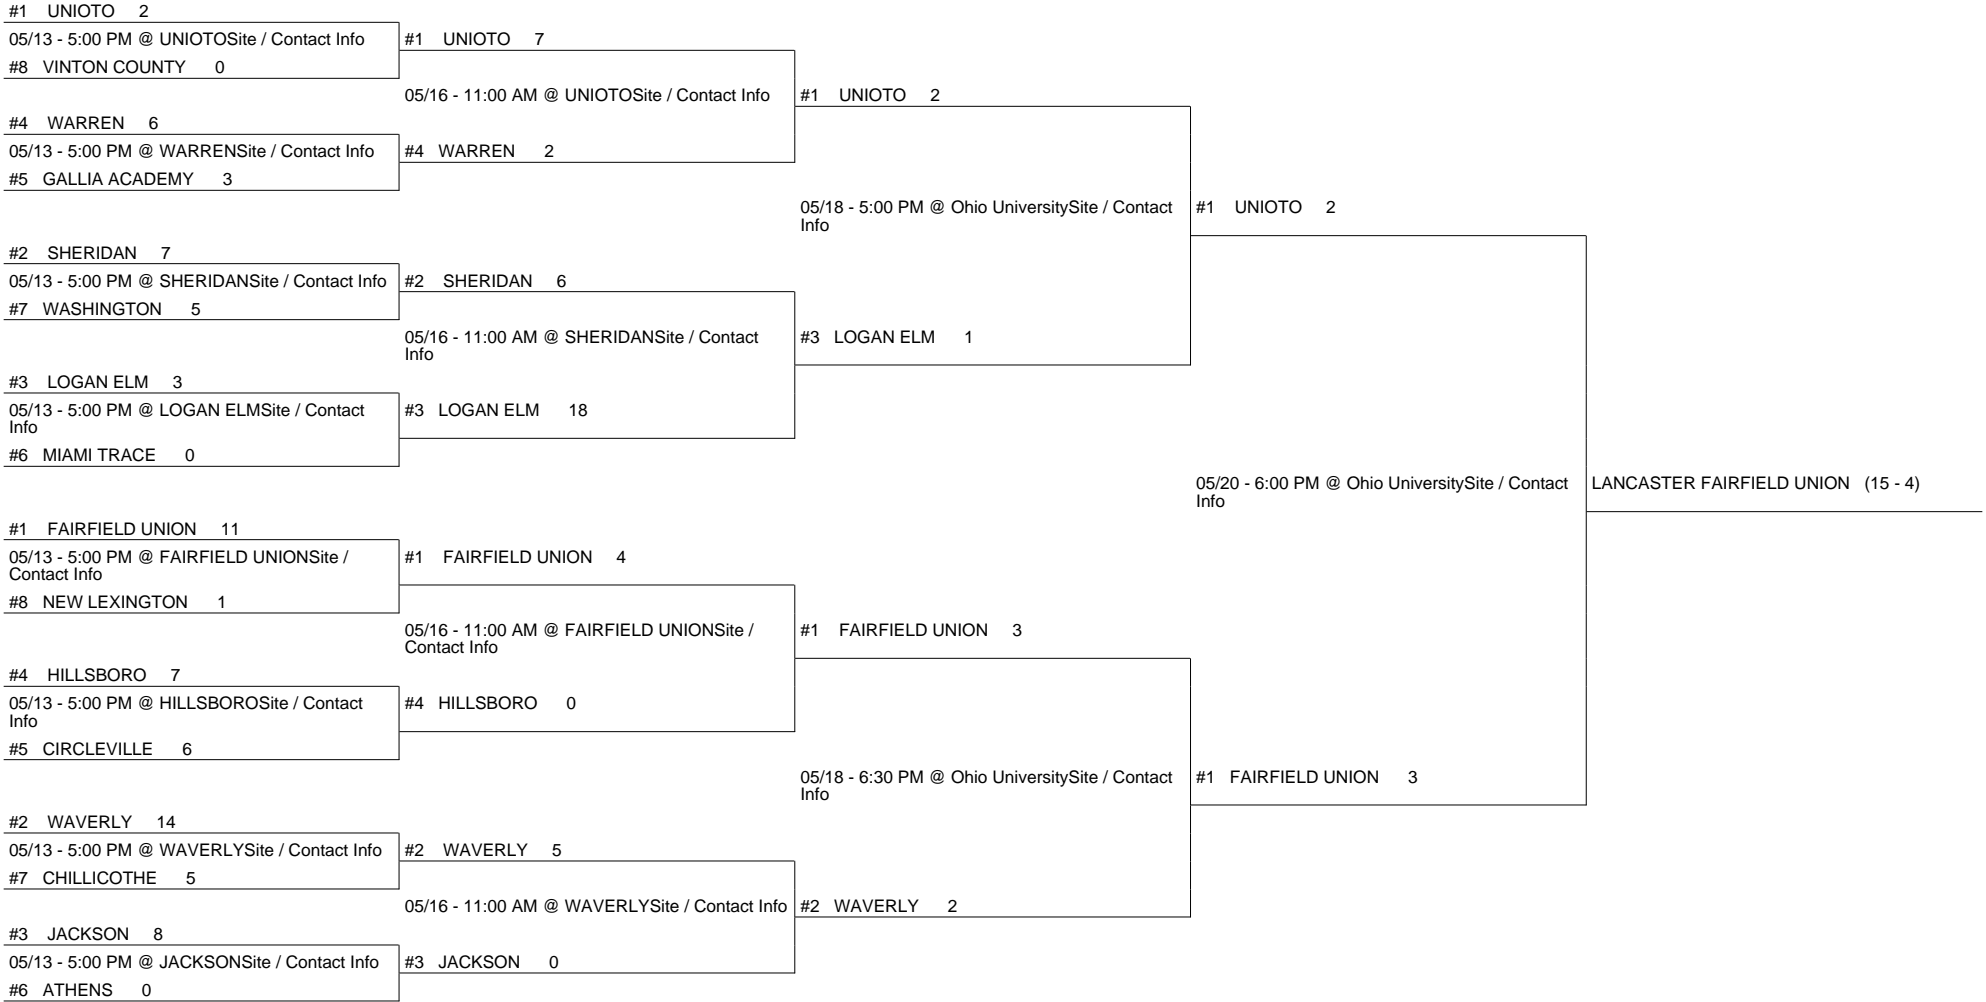 #1 UNIOTO 2
05/13 - 5:00 PM @ UNIOTOSite / Contact Info
#8 VINTON COUNTY 0
#4 WARREN 6
05/13 - 5:00 PM @ WARRENSite / Contact Info
#5 GALLIA ACADEMY 3
#2 SHERIDAN 7
05/13 - 5:00 PM @ SHERIDANSite / Contact Info
#7 WASHINGTON 5
#3 LOGAN ELM 3
05/13 - 5:00 PM @ LOGAN ELMSite / Contact
Info
#6 MIAMI TRACE 0
#1 FAIRFIELD UNION 11
05/13 - 5:00 PM @ FAIRFIELD UNIONSite /
Contact Info
#8 NEW LEXINGTON 1
#4 HILLSBORO 7
05/13 - 5:00 PM @ HILLSBOROSite / Contact
Info
#5 CIRCLEVILLE 6
#2 WAVERLY 14
05/13 - 5:00 PM @ WAVERLYSite / Contact Info
#7 CHILLICOTHE 5
#3 JACKSON 8
05/13 - 5:00 PM @ JACKSONSite / Contact Info
#6 ATHENS 0
#1 UNIOTO 7
05/16 - 11:00 AM @ UNIOTOSite / Contact Info
#4 WARREN 2
#2 SHERIDAN 6
05/16 - 11:00 AM @ SHERIDANSite / Contact
Info
#3 LOGAN ELM 18
#1 FAIRFIELD UNION 4
05/16 - 11:00 AM @ FAIRFIELD UNIONSite /
Contact Info
#4 HILLSBORO 0
#2 WAVERLY 5
05/16 - 11:00 AM @ WAVERLYSite / Contact Info
#3 JACKSON 0
#1 UNIOTO 2
05/18 - 5:00 PM @ Ohio UniversitySite / Contact
Info
#3 LOGAN ELM 1
#1 FAIRFIELD UNION 3
05/18 - 6:30 PM @ Ohio UniversitySite / Contact
Info
#2 WAVERLY 2
#1 UNIOTO 2
05/20 - 6:00 PM @ Ohio UniversitySite / Contact
Info
#1 FAIRFIELD UNION 3
LANCASTER FAIRFIELD UNION (15 - 4)